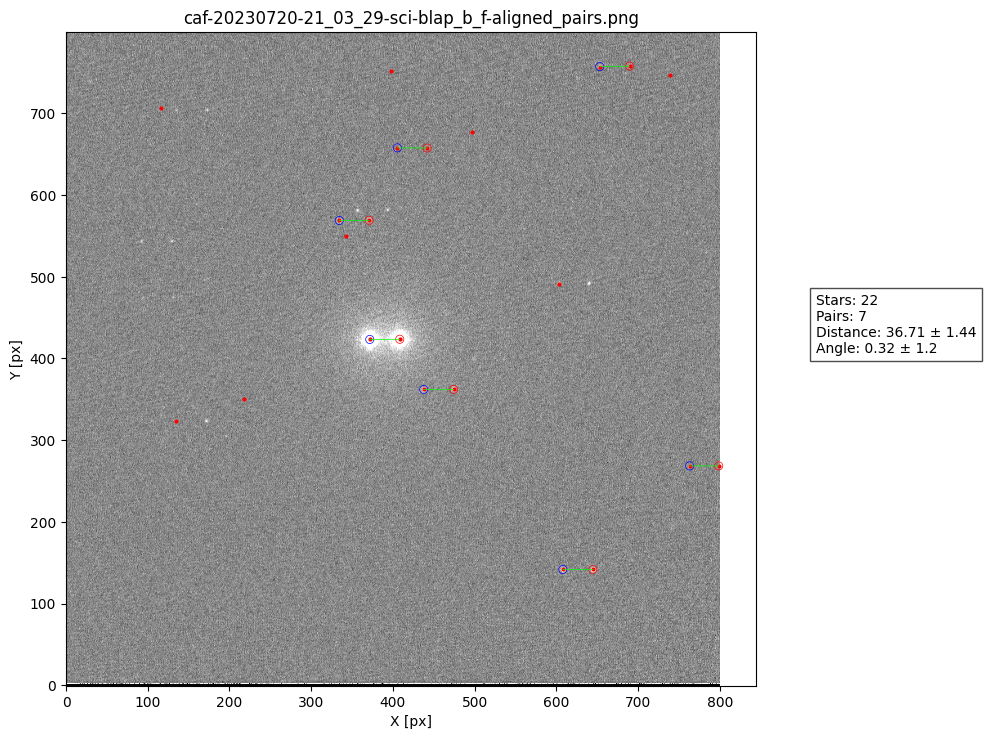 caf-20230720-21_03_29-sci-blap_b_f-aligned_pairs.png
700
600
500
400
300
200
100
0
Y [px]
0 100 200 300 400 500 600 700 800
X [px]
Stars: 22
Pairs: 7
Distance: 36.71 ± 1.44
Angle: 0.32 ± 1.2